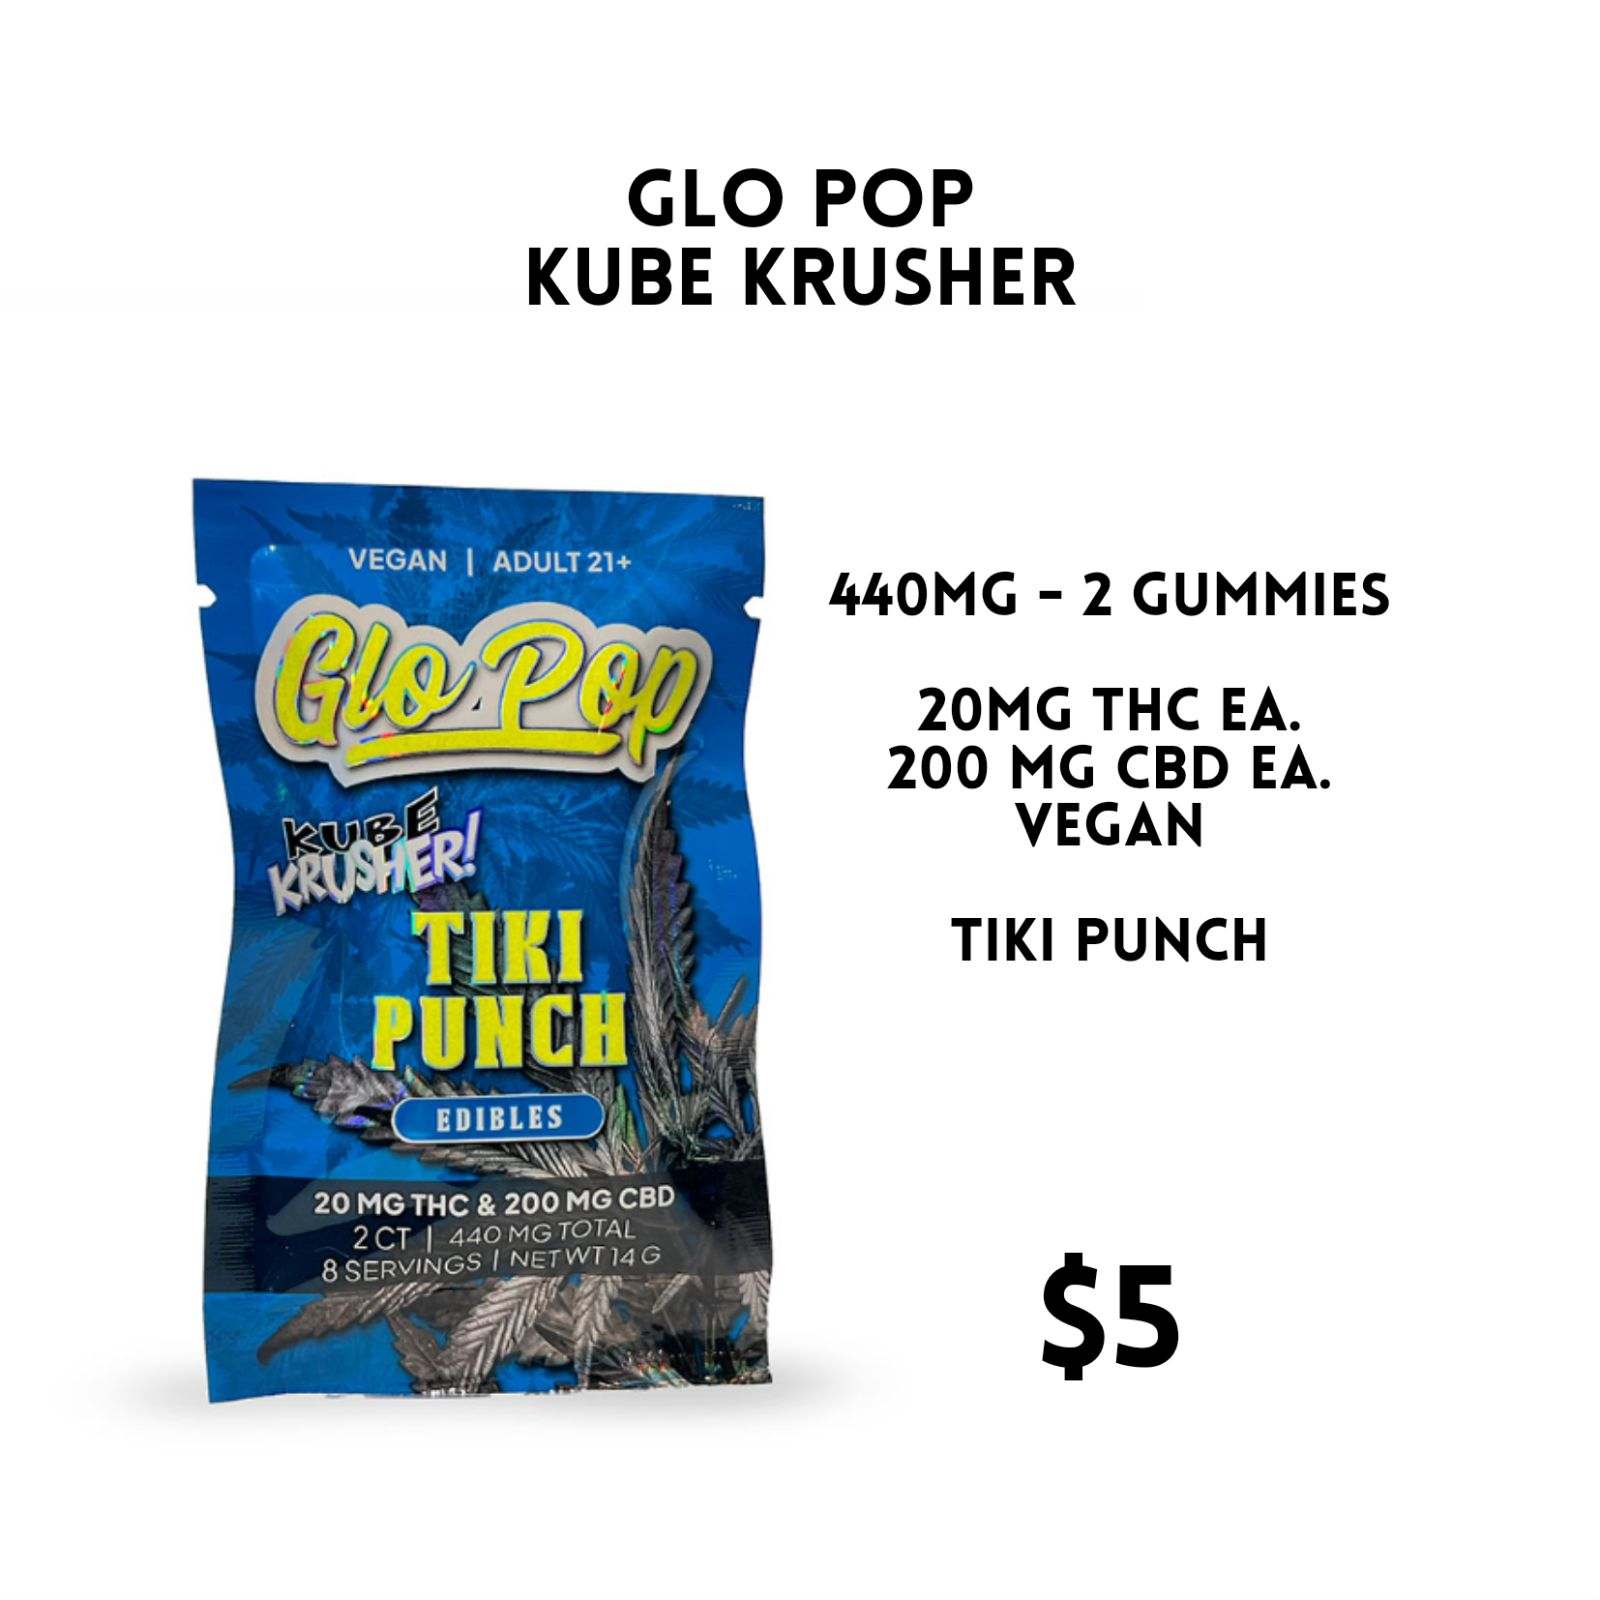 GLO POP
KUBE KRUSHER
VEGAN | ADULT 21+
Glo Pop
KUBE
KRUSHER!
TIKI
PUNCH
EDIBLES
20 MG THC & 200 MG CBD
2 CT | 440 MG TOTAL
8 SERVINGS | NET WT 14 G
440MG - 2 GUMMIES
20MG THC EA.
200 MG CBD EA.
VEGAN
TIKI PUNCH
$5